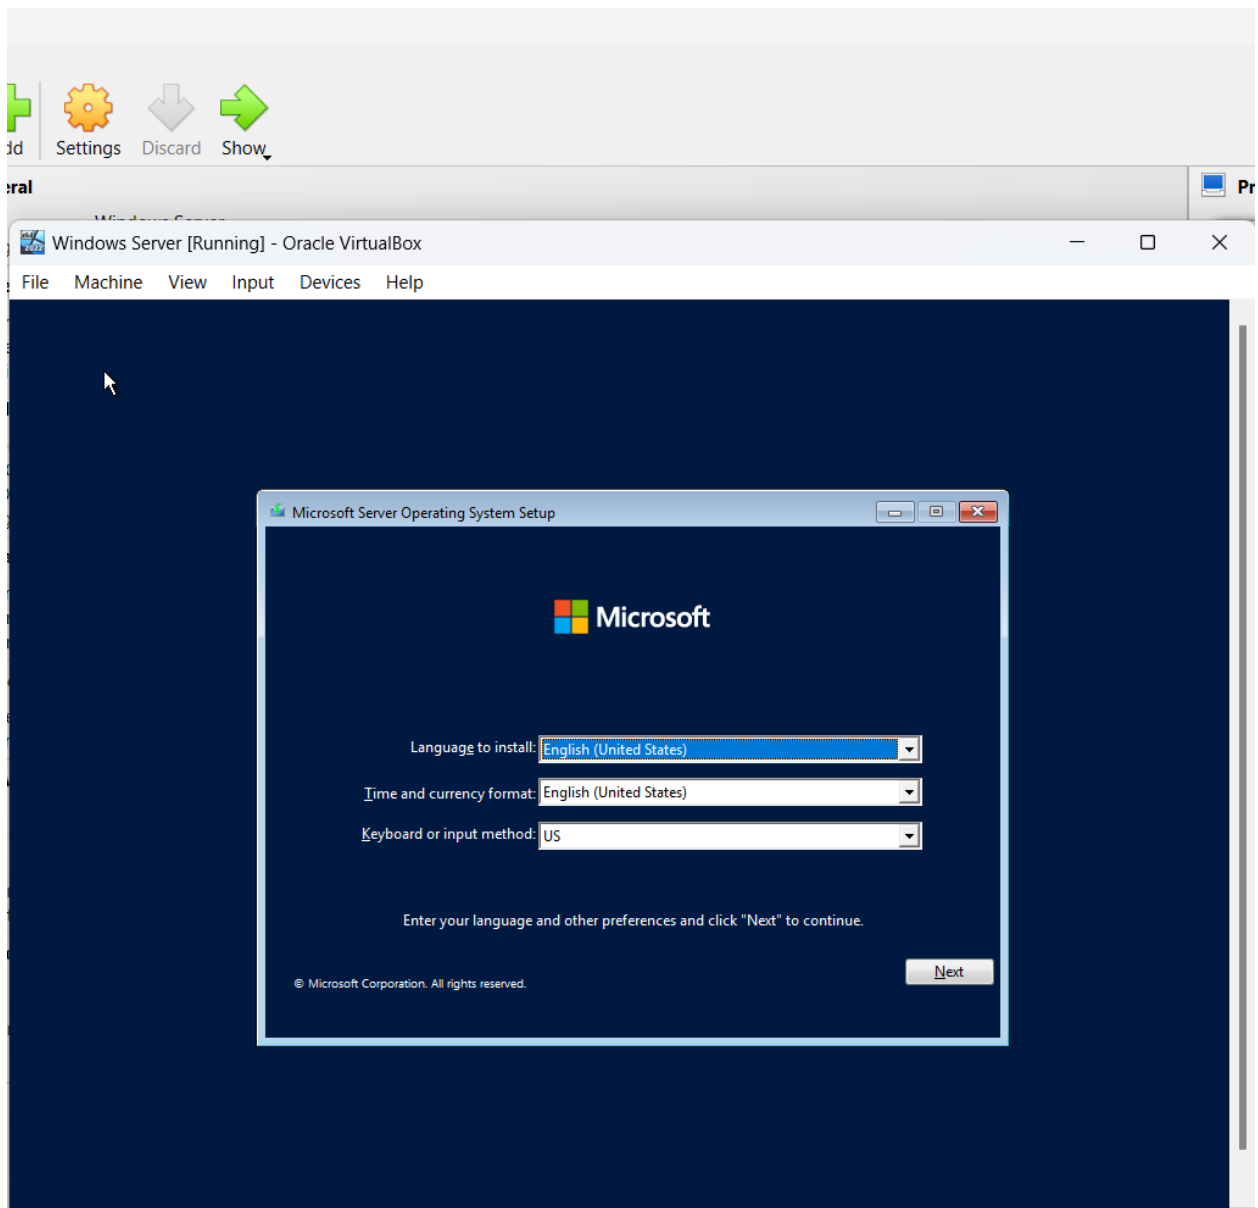 Settings
Discard
Show
Windows Server [Running] - Oracle VirtualBox
File Machine View Input Devices Help
Microsoft Server Operating System Setup
Microsoft
Language to install: English (United States)
Time and currency format: English (United States)
Keyboard or input method: US
Enter your language and other preferences and click "Next" to continue.
Next
© Microsoft Corporation. All rights reserved.